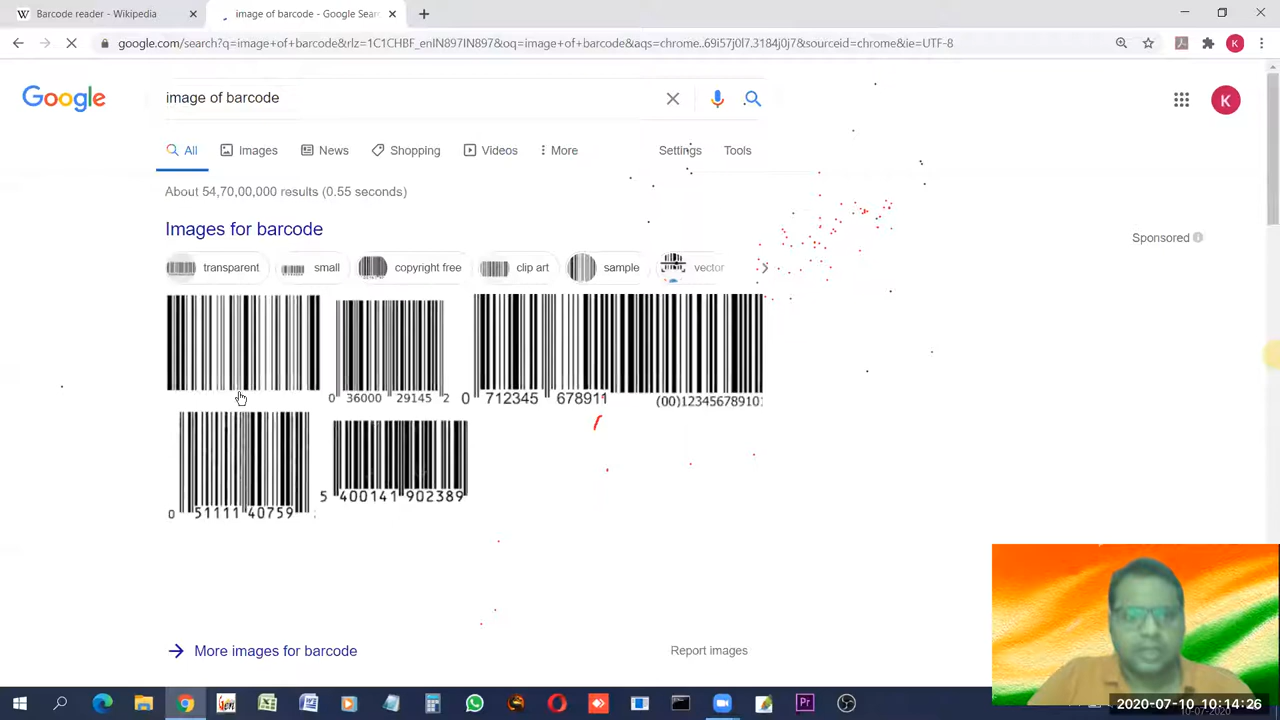 Barcode reader - Wikipedia
image of barcode - Google Sear
google.com/search?q=image+of+barcode&rlz=1C1CHBF_enIN897IN897&oq=image+of+barcode&aqs=chrome..69i57j0l7.3184j0j7&sourceid=chrome&ie=UTF-8
K
Google
image of barcode
K
All
Images
News
Shopping
Videos
More
Settings
Tools
About 54,70,00,000 results (0.55 seconds)
Images for barcode
Sponsored
transparent
small
copyright free
clip art
sample
vector
0 36000 29145 2
0 712345 678911
(00)12345678910
0 51111 40759
5 400141 902389
More images for barcode
Report images
2020-07-10 10:14:26
10-07-2020